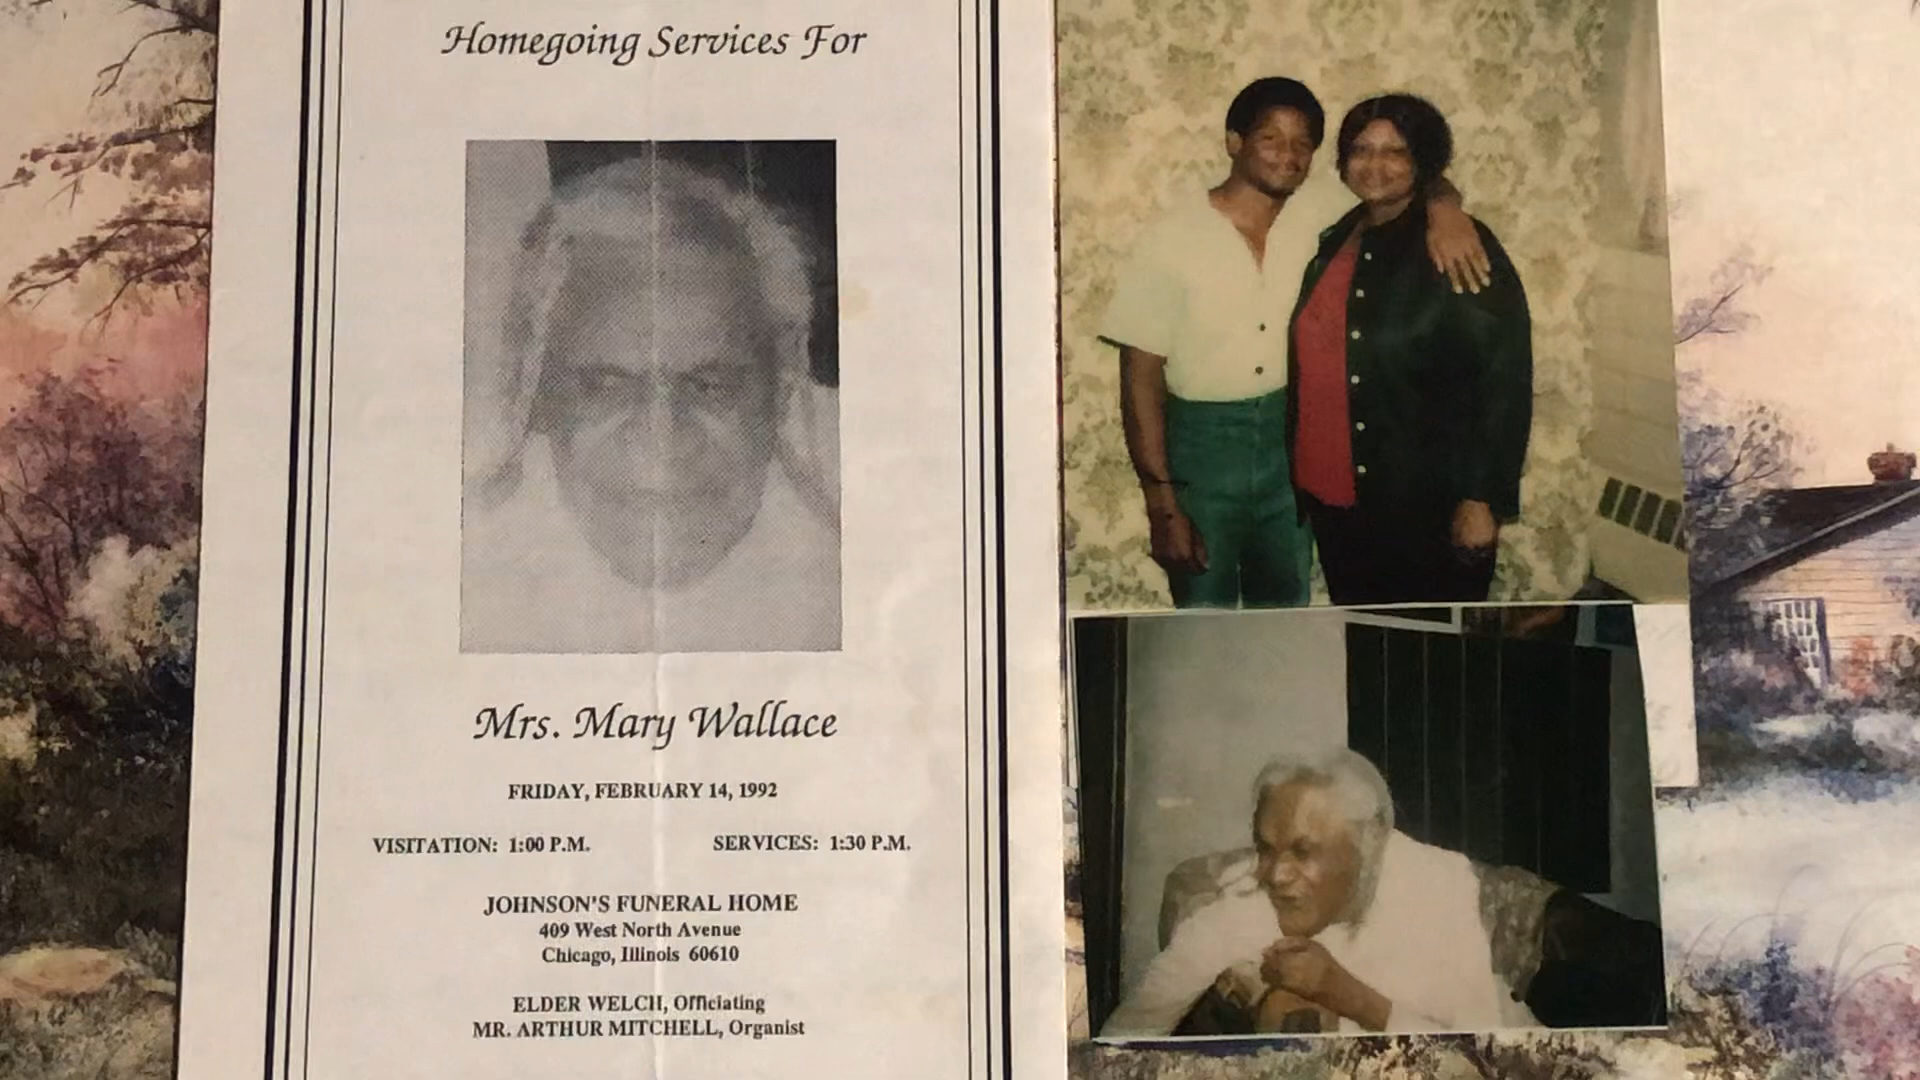 Homegoing Services For
Mrs. Mary Wallace
FRIDAY, FEBRUARY 14, 1992
VISITATION: 1:00 P.M. SERVICES: 1:30 P.M.
JOHNSON'S FUNERAL HOME
409 West North Avenue
Chicago, Illinois 60610
ELDER WELCH, Officiating
MR. ARTHUR MITCHELL, Organist